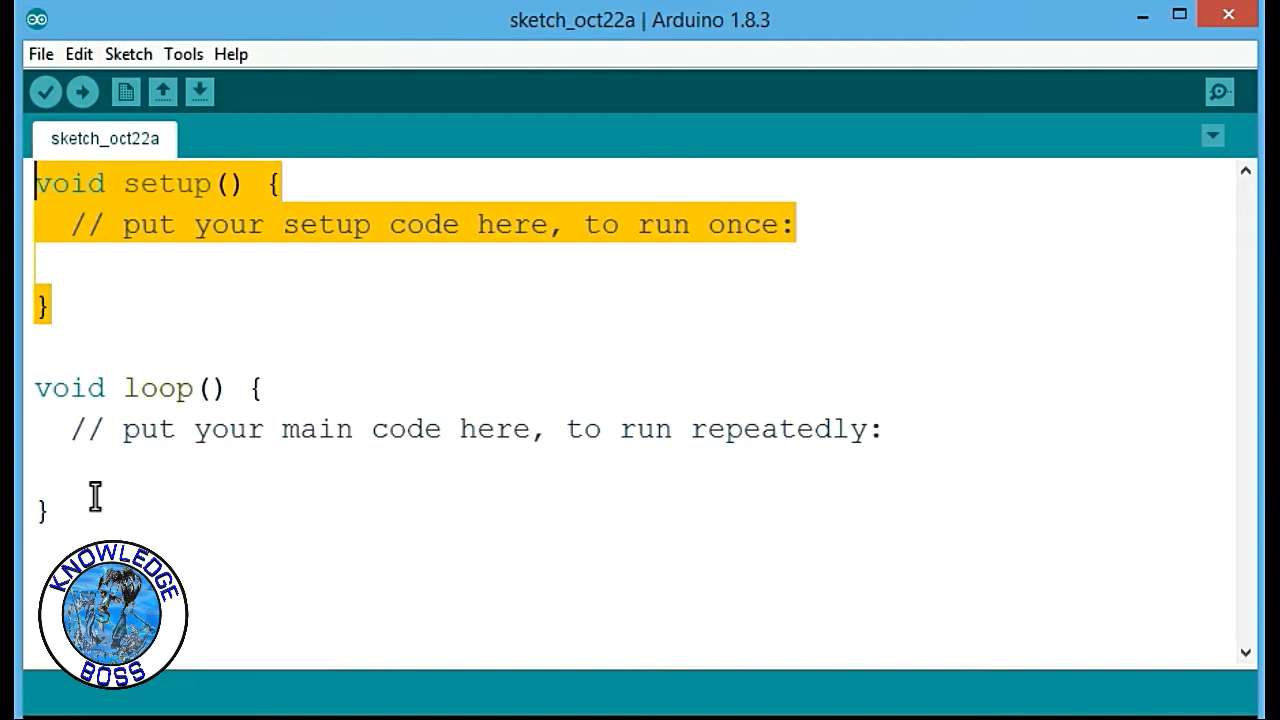 sketch_oct22a | Arduino 1.8.3
File Edit Sketch Tools Help
sketch_oct22a
void setup() {
  // put your setup code here, to run once:
}
void loop() {
  // put your main code here, to run repeatedly:
}
KNOWLEDGE
BOSS